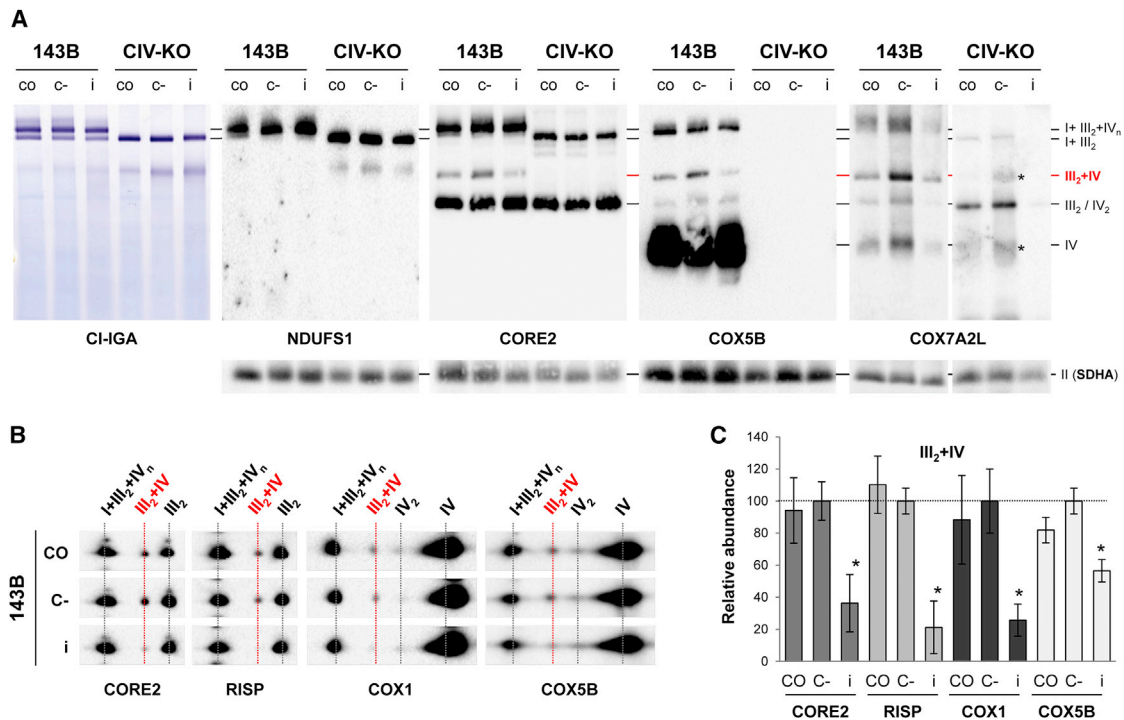 A
143B CIV-KO 143B CIV-KO 143B CIV-KO 143B CIV-KO 143B CIV-KO
co c- i co c- i co c- i co c- i co c- i co c- i co c- i co c- i co c- i co c- i
I+ III₂+IVₙ
I+ III₂
III₂+IV
*
III₂ / IV₂
IV
*
CI-IGA NDUFS1 CORE2 COX5B COX7A2L
II (SDHA)
B
I+III₂+IVₙ III₂+IV III₂ I+III₂+IVₙ III₂+IV III₂ I+III₂+IVₙ III₂+IV IV₂ IV I+III₂+IVₙ III₂+IV IV₂ IV
143B
CO
C-
i
CORE2 RISP COX1 COX5B
C
III₂+IV
Relative abundance
140
120
100
80
60
40
20
0
* * * *
CO C- i CO C- i CO C- i CO C- i
CORE2 RISP COX1 COX5B